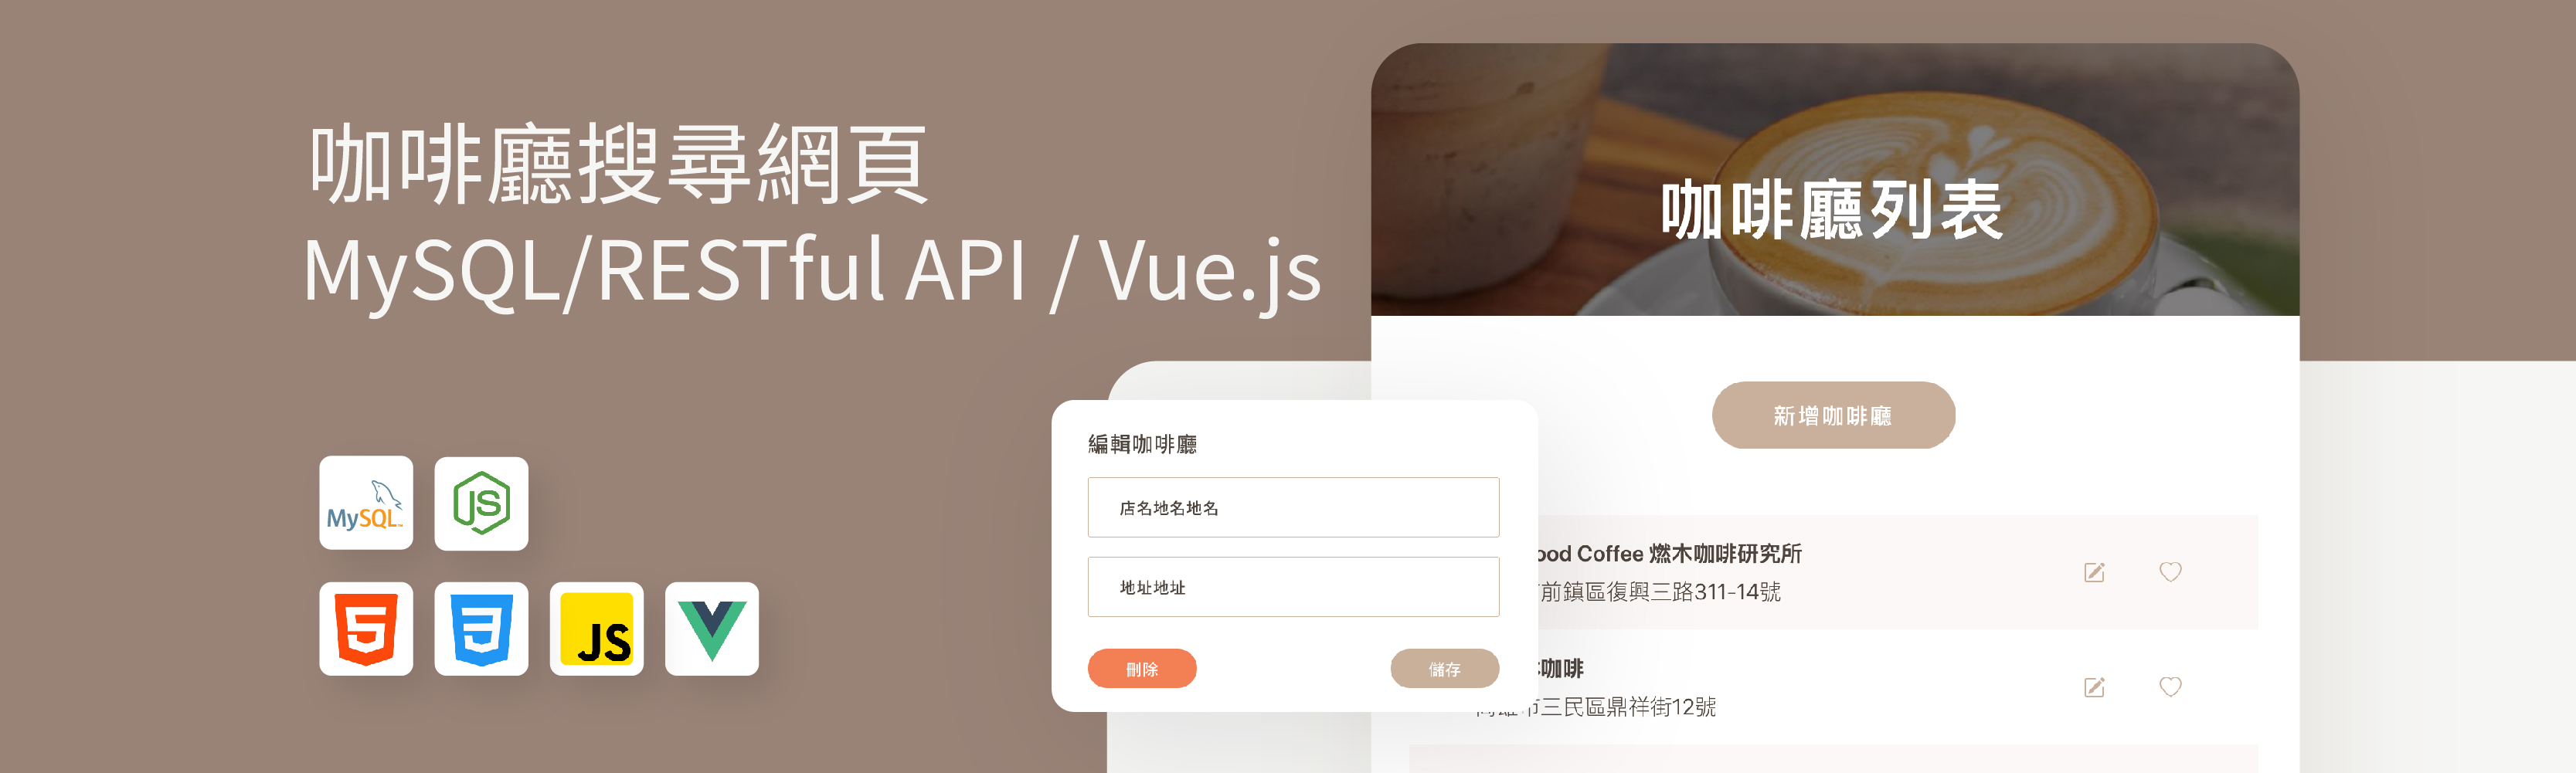 咖啡廳搜尋網頁
MySQL/RESTful API / Vue.js
MySQL
JS
JS
咖啡廳列表
新增咖啡廳
編輯咖啡廳
店名地名地名
地址地址
刪除
儲存
ood Coffee 燃木咖啡研究所
前鎮區復興三路311-14號
咖啡
高雄市三民區鼎祥街12號